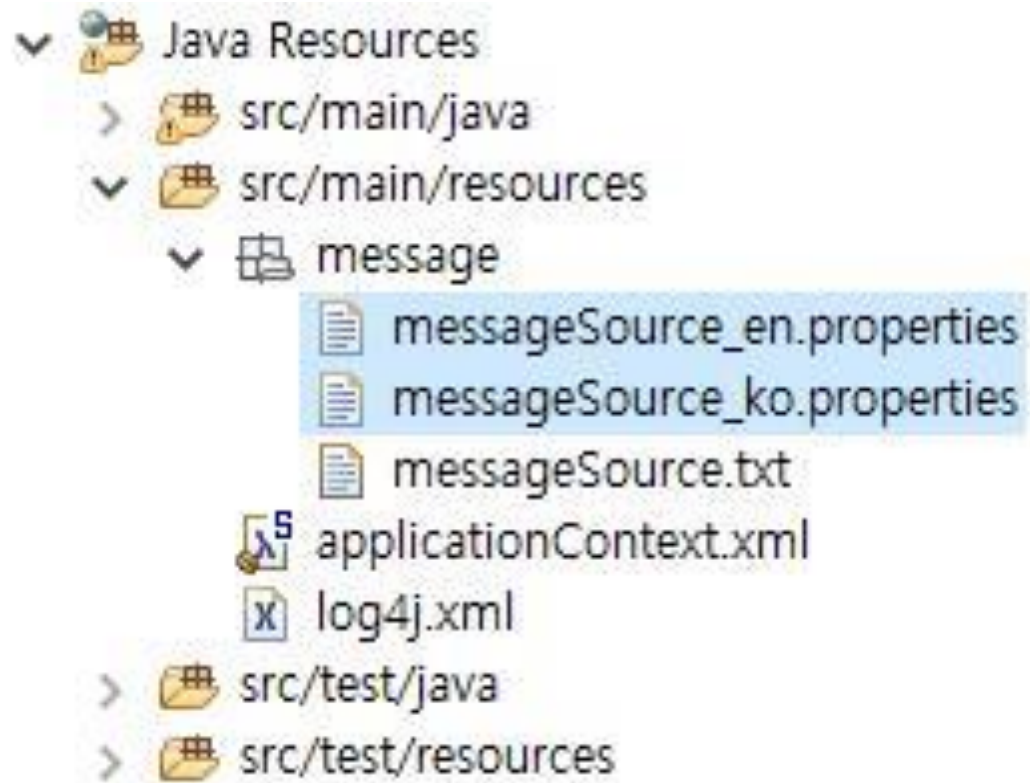 Java Resources
src/main/java
src/main/resources
message
messageSource_en.properties
messageSource_ko.properties
messageSource.txt
applicationContext.xml
log4j.xml
src/test/java
src/test/resources